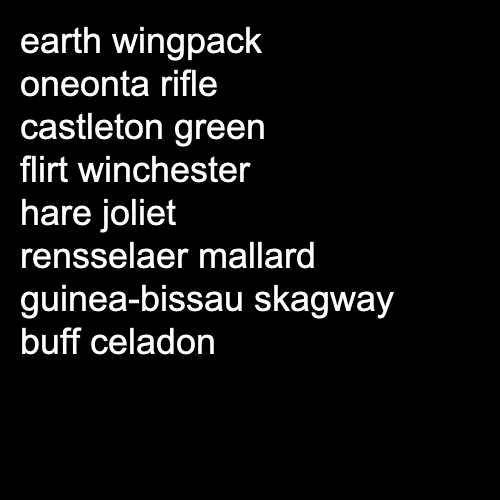 earth wingpack
oneonta rifle
castleton green
flirt winchester
hare joliet
rensselaer mallard
guinea-bissau skagway
buff celadon